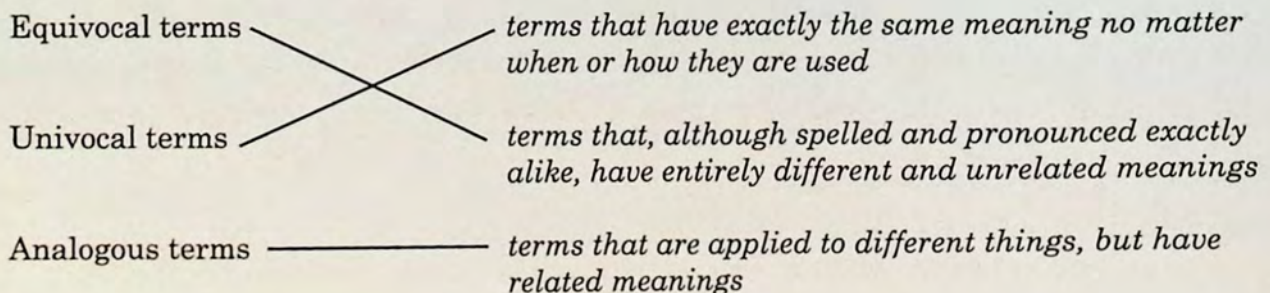 Equivocal terms
terms that have exactly the same meaning no matter
when or how they are used
Univocal terms
terms that, although spelled and pronounced exactly
alike, have entirely different and unrelated meanings
Analogous terms
terms that are applied to different things, but have
related meanings